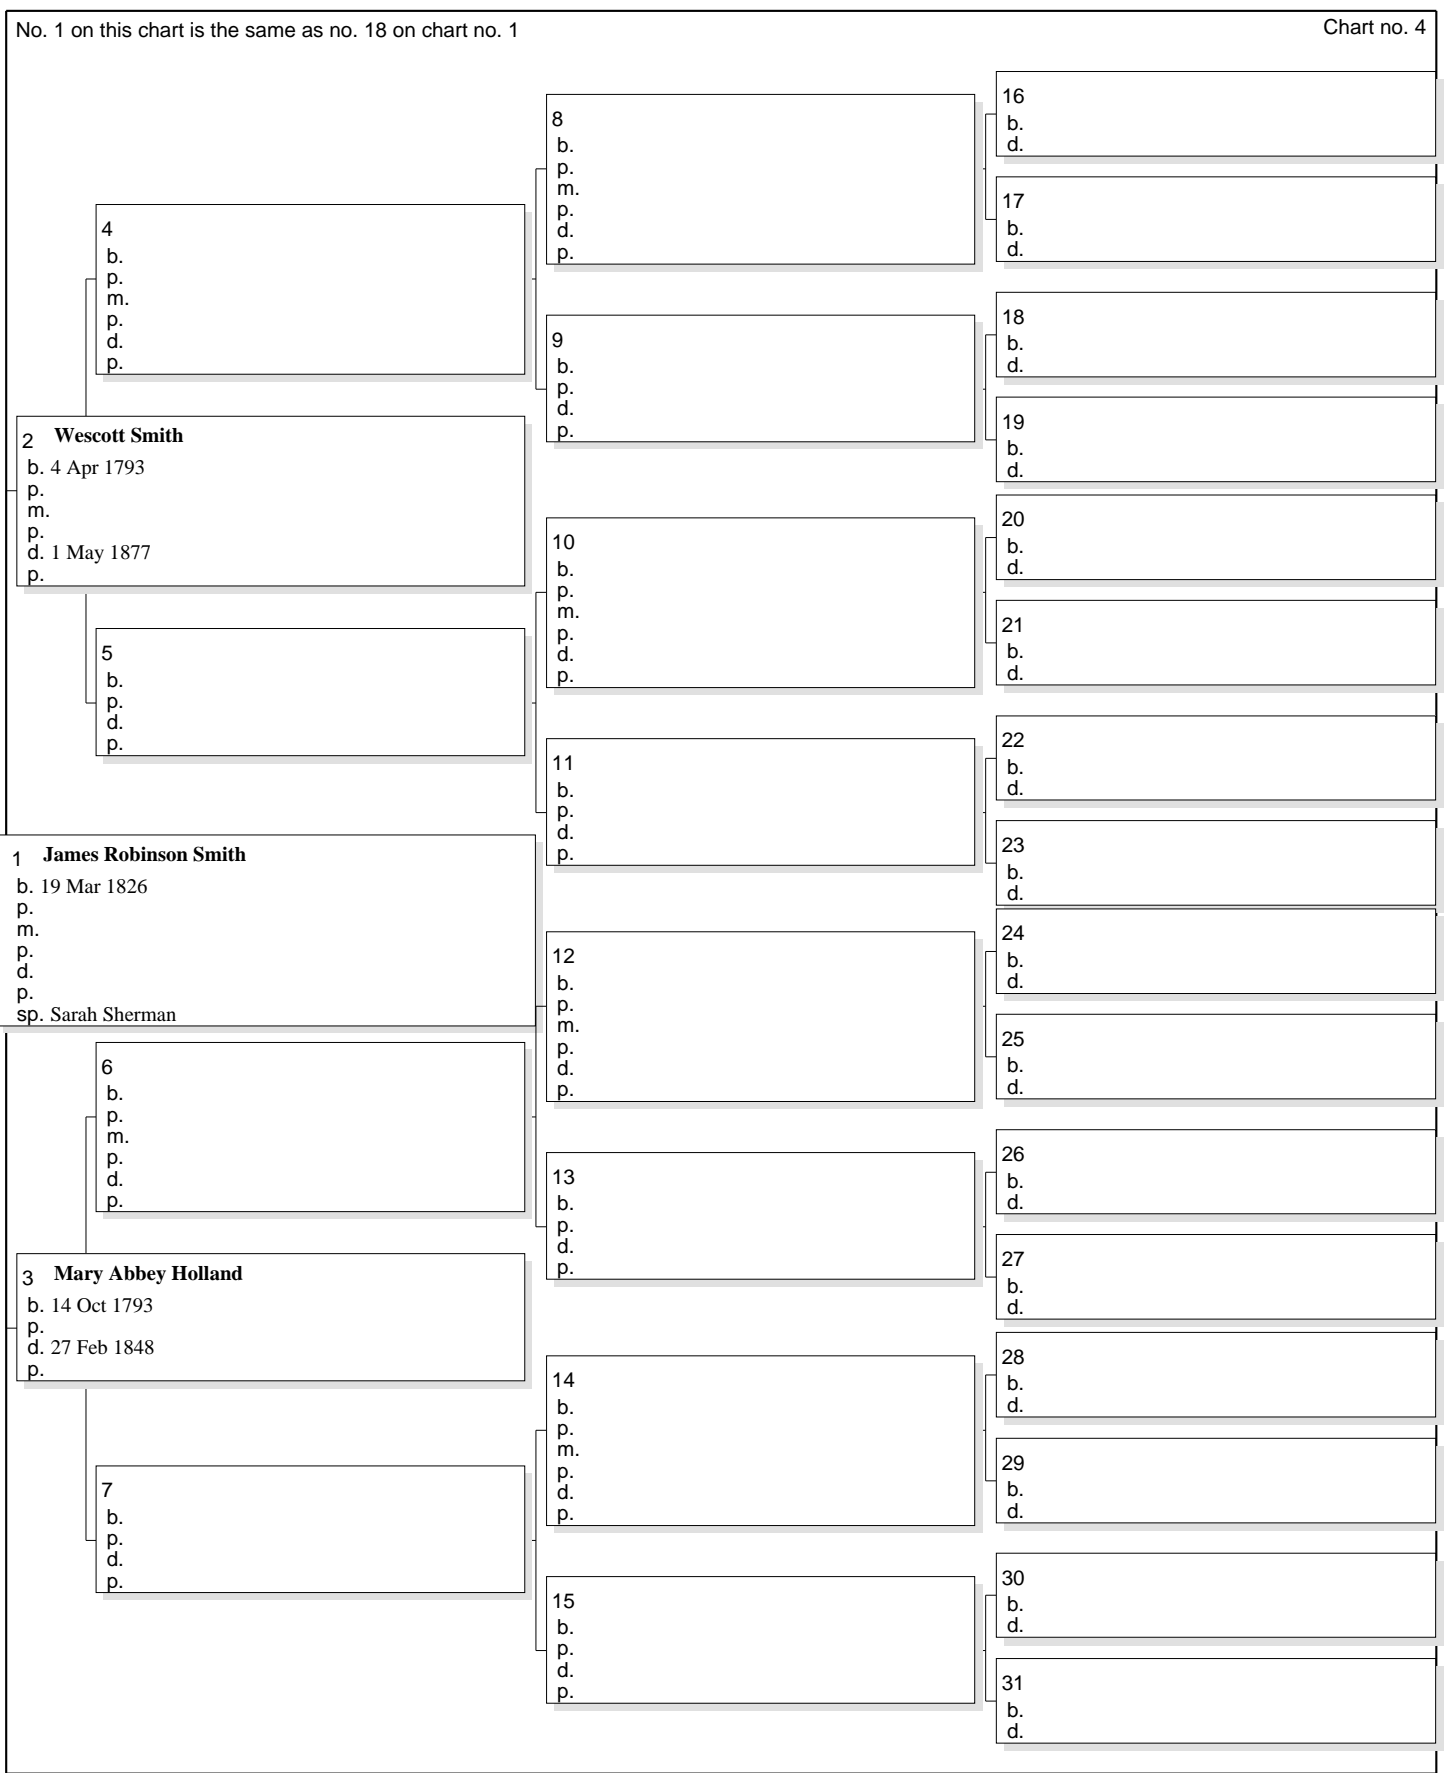 No. 1 on this chart is the same as no. 18 on chart no. 1
Chart no. 4
16
b.
d.
8
b.
p.
m.
p.
d.
p.
17
b.
d.
4
b.
p.
m.
p.
d.
p.
18
b.
d.
9
b.
p.
d.
p.
19
b.
d.
2 Wescott Smith
b. 4 Apr 1793
p.
m.
p.
d. 1 May 1877
p.
20
b.
d.
10
b.
p.
m.
p.
d.
p.
21
b.
d.
5
b.
p.
d.
p.
22
b.
d.
11
b.
p.
d.
p.
23
b.
d.
1 James Robinson Smith
b. 19 Mar 1826
p.
m.
p.
d.
p.
sp. Sarah Sherman
24
b.
d.
12
b.
p.
m.
p.
d.
p.
25
b.
d.
6
b.
p.
m.
p.
d.
p.
26
b.
d.
13
b.
p.
d.
p.
27
b.
d.
3 Mary Abbey Holland
b. 14 Oct 1793
p.
d. 27 Feb 1848
p.
28
b.
d.
14
b.
p.
m.
p.
d.
p.
29
b.
d.
7
b.
p.
d.
p.
30
b.
d.
15
b.
p.
d.
p.
31
b.
d.